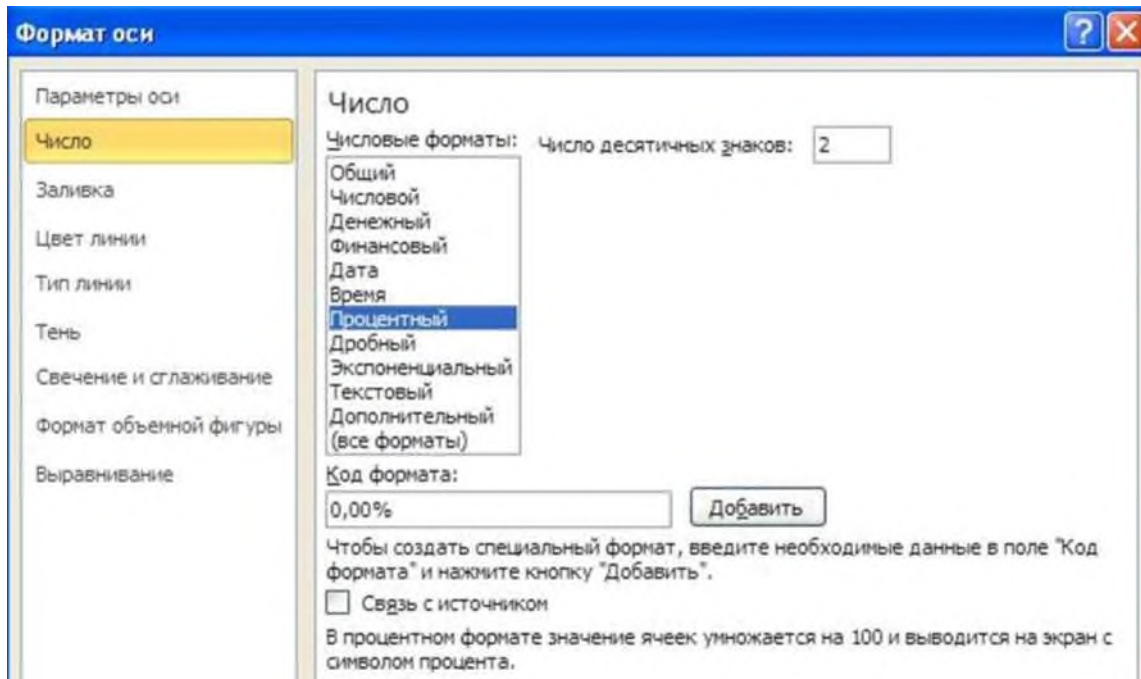 Формат оси
Параметры оси
Число
Заливка
Цвет линии
Тип линии
Тень
Свечение и сглаживание
Формат объемной фигуры
Выравнивание
Число
Числовые форматы:
Число десятичных знаков: 2
Общий
Числовой
Денежный
Финансовый
Дата
Время
Процентный
Дробный
Экспоненциальный
Текстовый
Дополнительный
(все форматы)
Код формата:
0,00%
Добавить
Чтобы создать специальный формат, введите необходимые данные в поле "Код
формата" и нажмите кнопку "Добавить".
Связь с источником
В процентном формате значение ячеек умножается на 100 и выводится на экран с
символом процента.